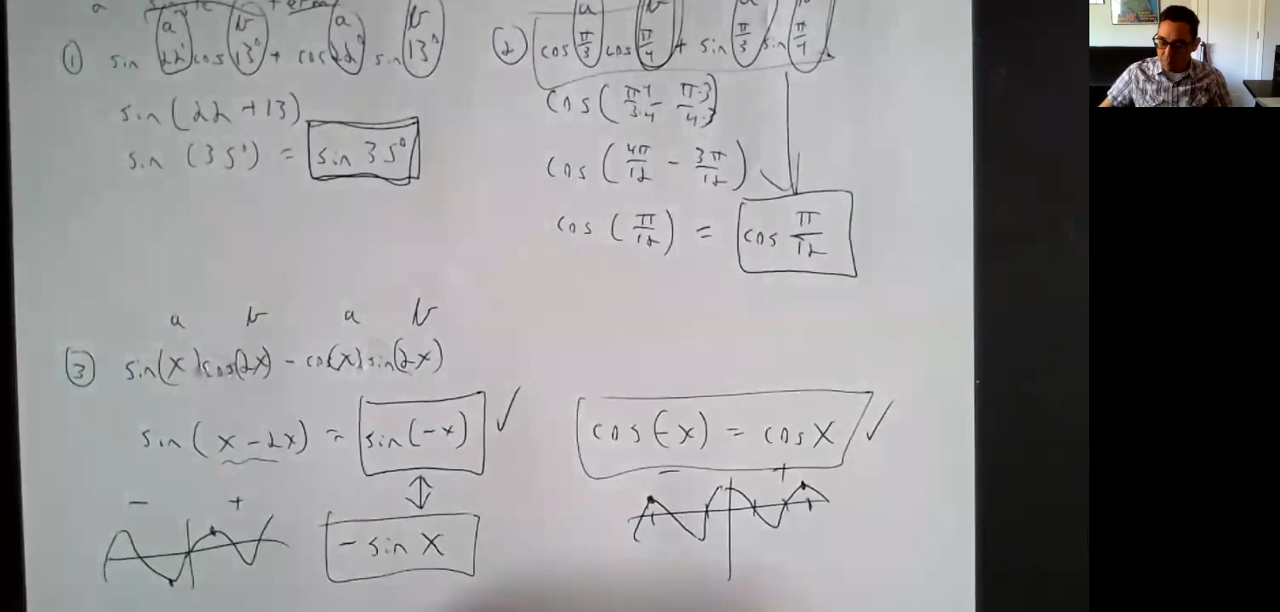 a b a b
① sin 22° cos 13° + cos 22° sin 13°
sin (22 + 13)
sin (35°) = sin 35°
a b
② cos π/3 cos π/4 + sin π/3 sin π/4
cos (π·4/3·4 - π·3/4·3)
cos (4π/12 - 3π/12)
cos (π/12) = cos π/12
a b a b
③ sin(x)cos(2x) - cos(x)sin(2x)
sin (x - 2x) = sin(-x) ✓
- +
- sin x
cos(-x) = cos x ✓
- +